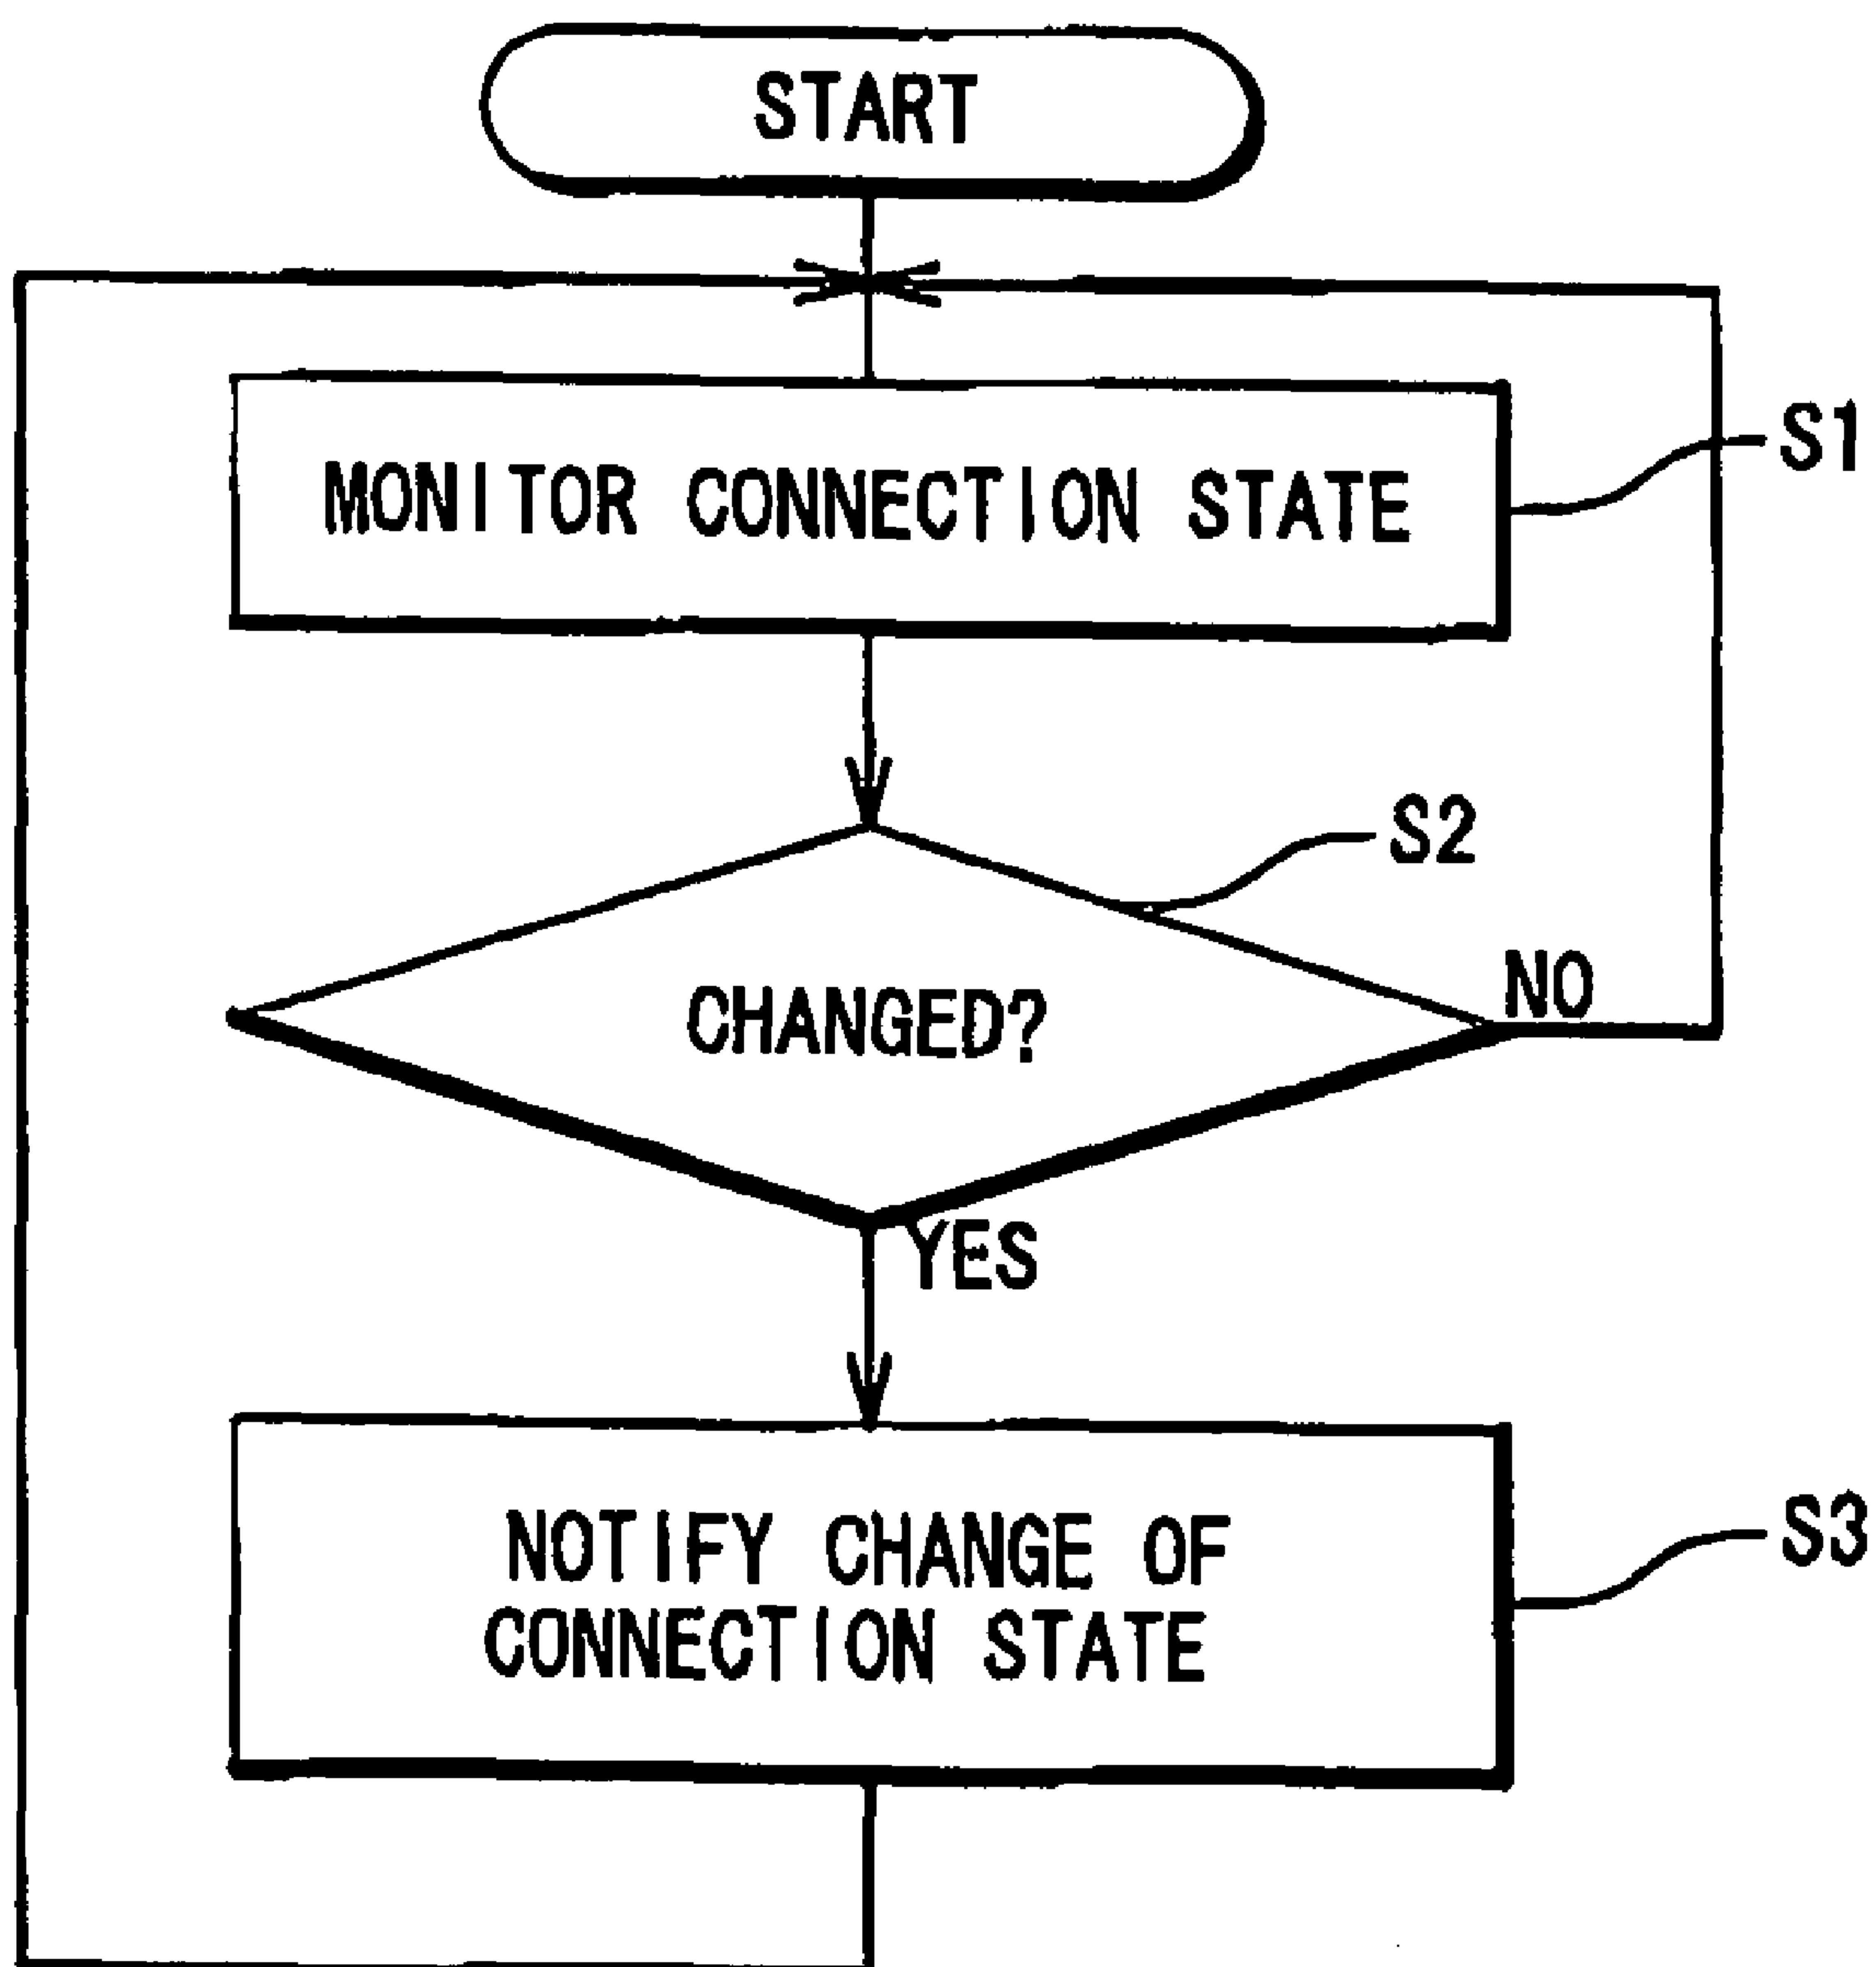 START
MONITOR CONNECTION STATE
S1
S2
CHANGED?
NO
YES
NOTIFY CHANGE OF
CONNECTION STATE
S3